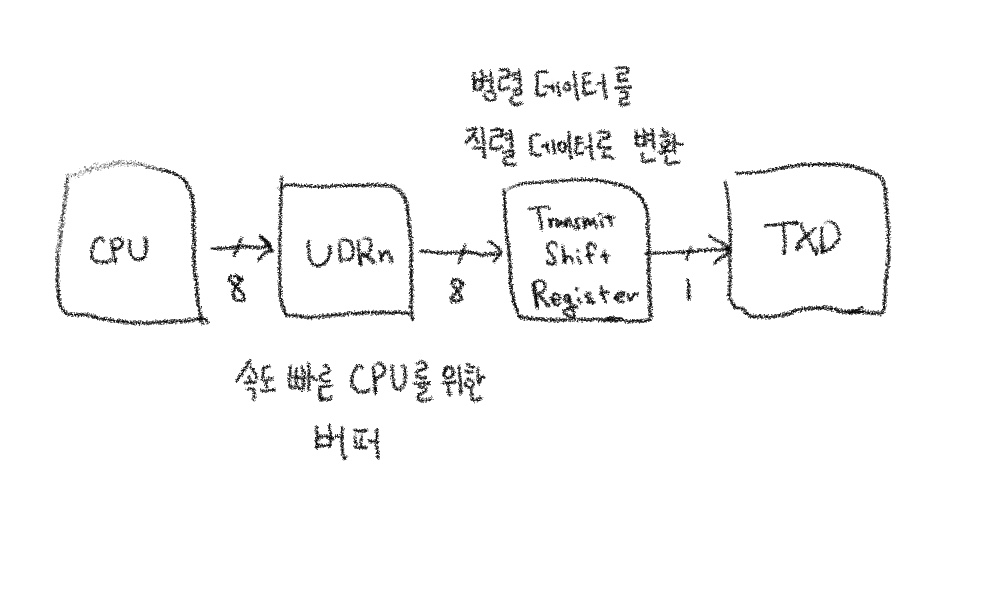 병렬 데이터를
직렬 데이터로 변환
CPU
8
UDRn
8
Transmit
Shift
Register
1
TXD
속도 빠른 CPU를 위한
버퍼